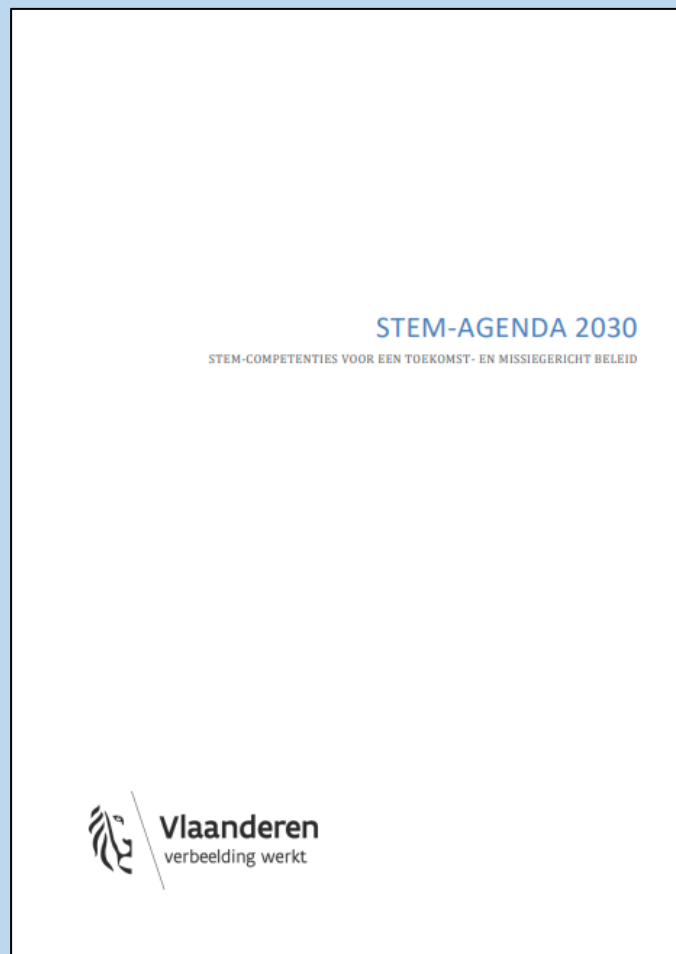 STEM-AGENDA 2030
STEM-COMPETENTIES VOOR EEN TOEKOMST- EN MISSIEGERICHT BELEID
Vlaanderen
verbeelding werkt